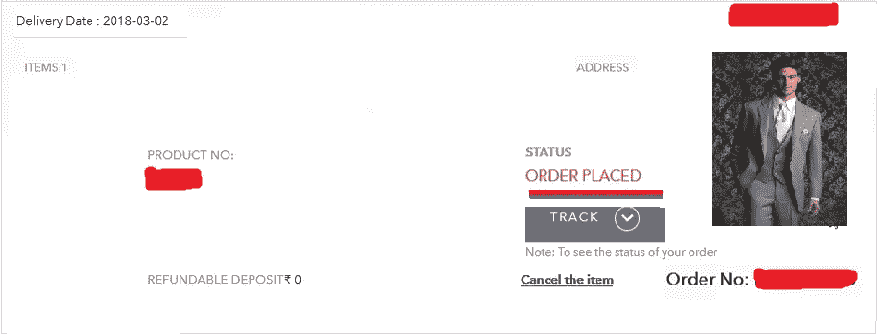 Delivery Date : 2018-03-02
ITEMS 1
ADDRESS
PRODUCT NO:
STATUS
ORDER PLACED
TRACK
Note: To see the status of your order
REFUNDABLE DEPOSIT₹ 0
Cancel the item
Order No: